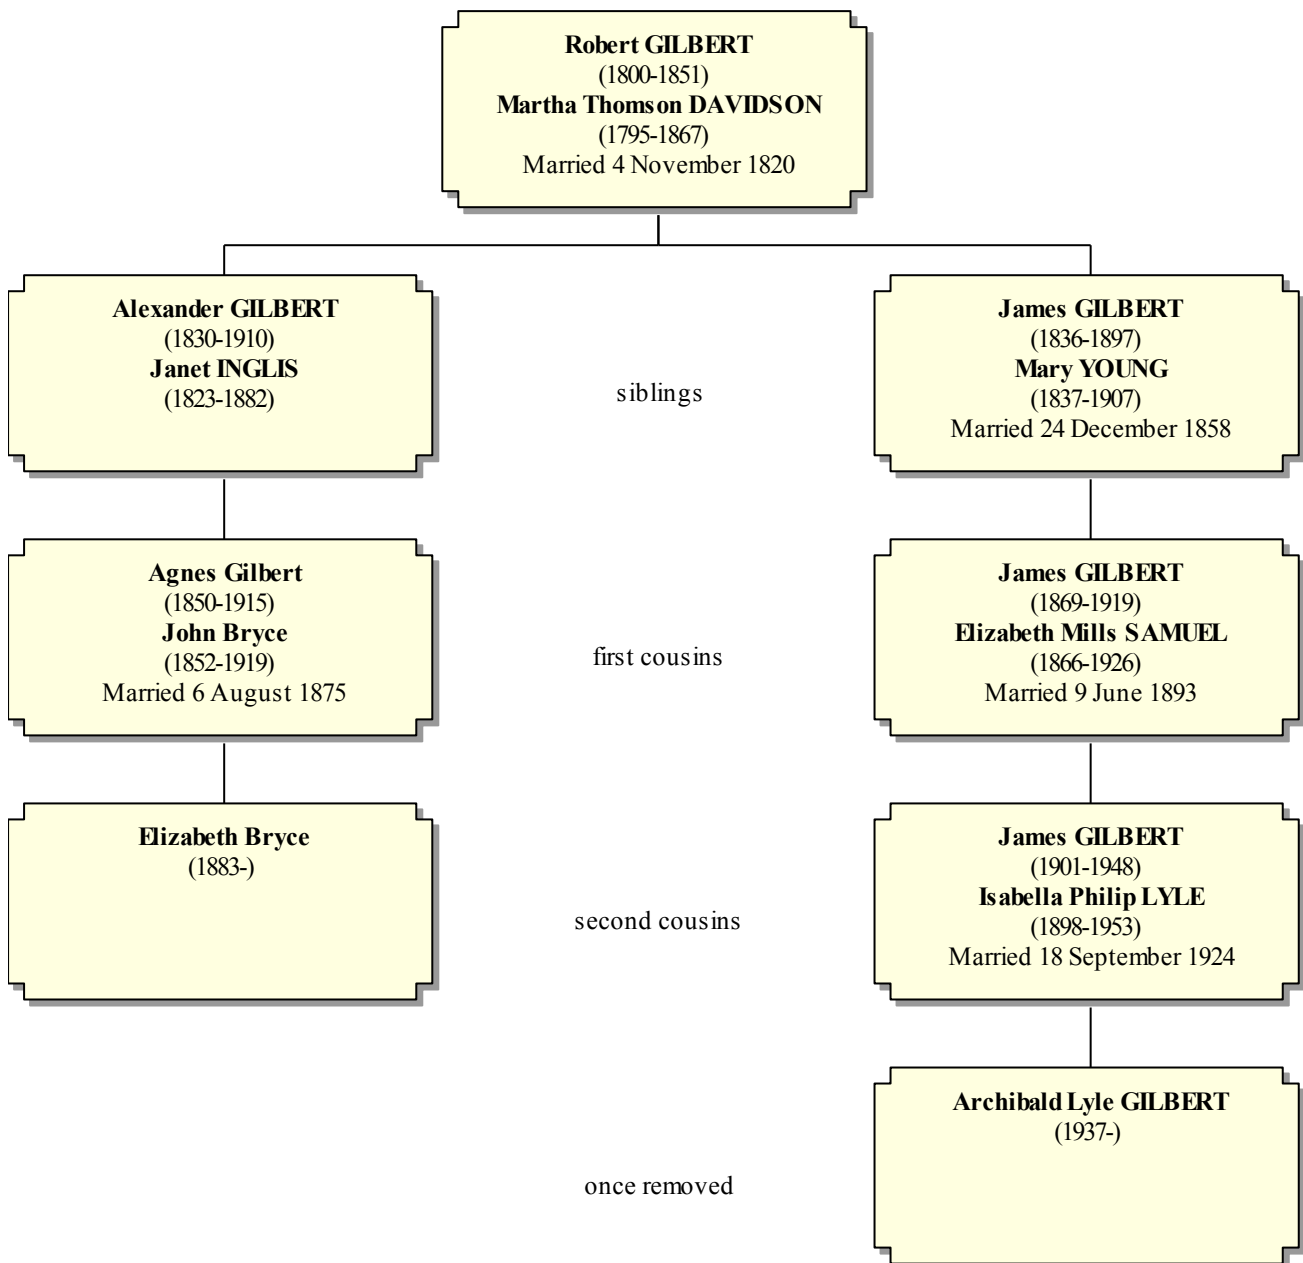 Robert GILBERT
(1800-1851)
Martha Thomson DAVIDSON
(1795-1867)
Married 4 November 1820
Alexander GILBERT
(1830-1910)
Janet INGLIS
(1823-1882)
siblings
James GILBERT
(1836-1897)
Mary YOUNG
(1837-1907)
Married 24 December 1858
Agnes Gilbert
(1850-1915)
John Bryce
(1852-1919)
Married 6 August 1875
first cousins
James GILBERT
(1869-1919)
Elizabeth Mills SAMUEL
(1866-1926)
Married 9 June 1893
Elizabeth Bryce
(1883-)
second cousins
James GILBERT
(1901-1948)
Isabella Philip LYLE
(1898-1953)
Married 18 September 1924
Archibald Lyle GILBERT
(1937-)
once removed